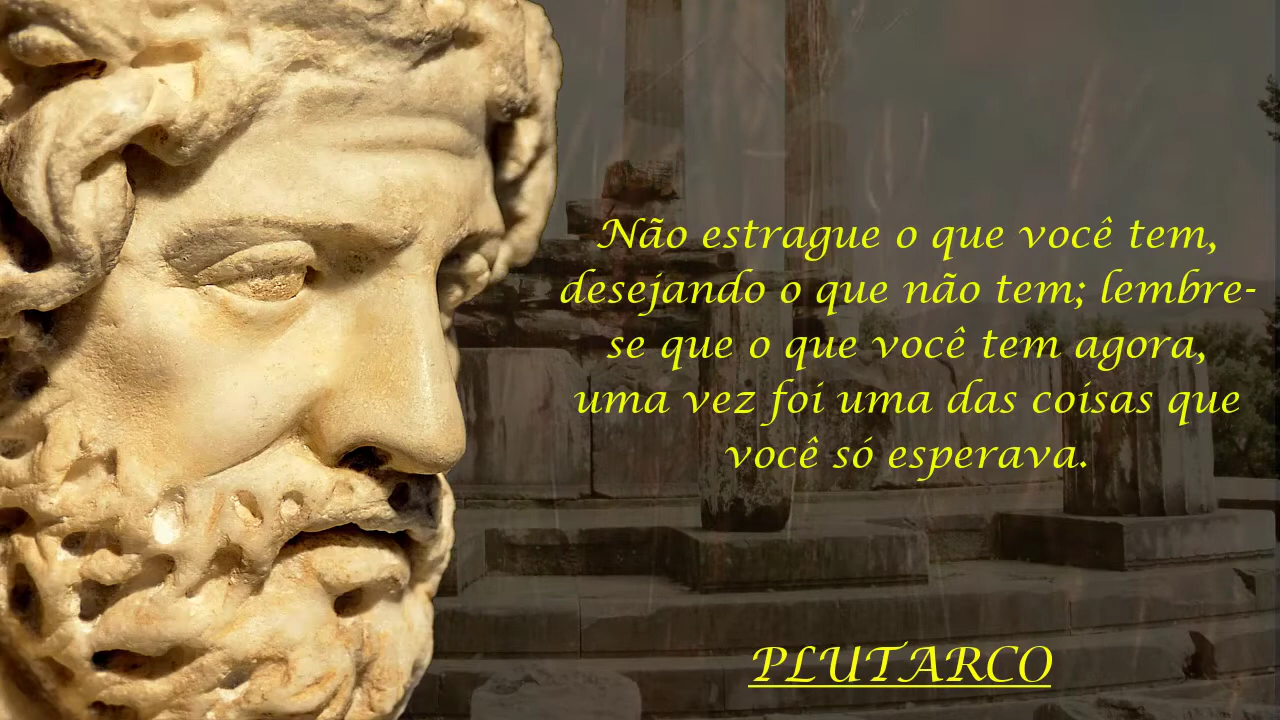 Não estrague o que você tem,
desejando o que não tem; lembre-
se que o que você tem agora,
uma vez foi uma das coisas que
você só esperava.
PLUTARCO